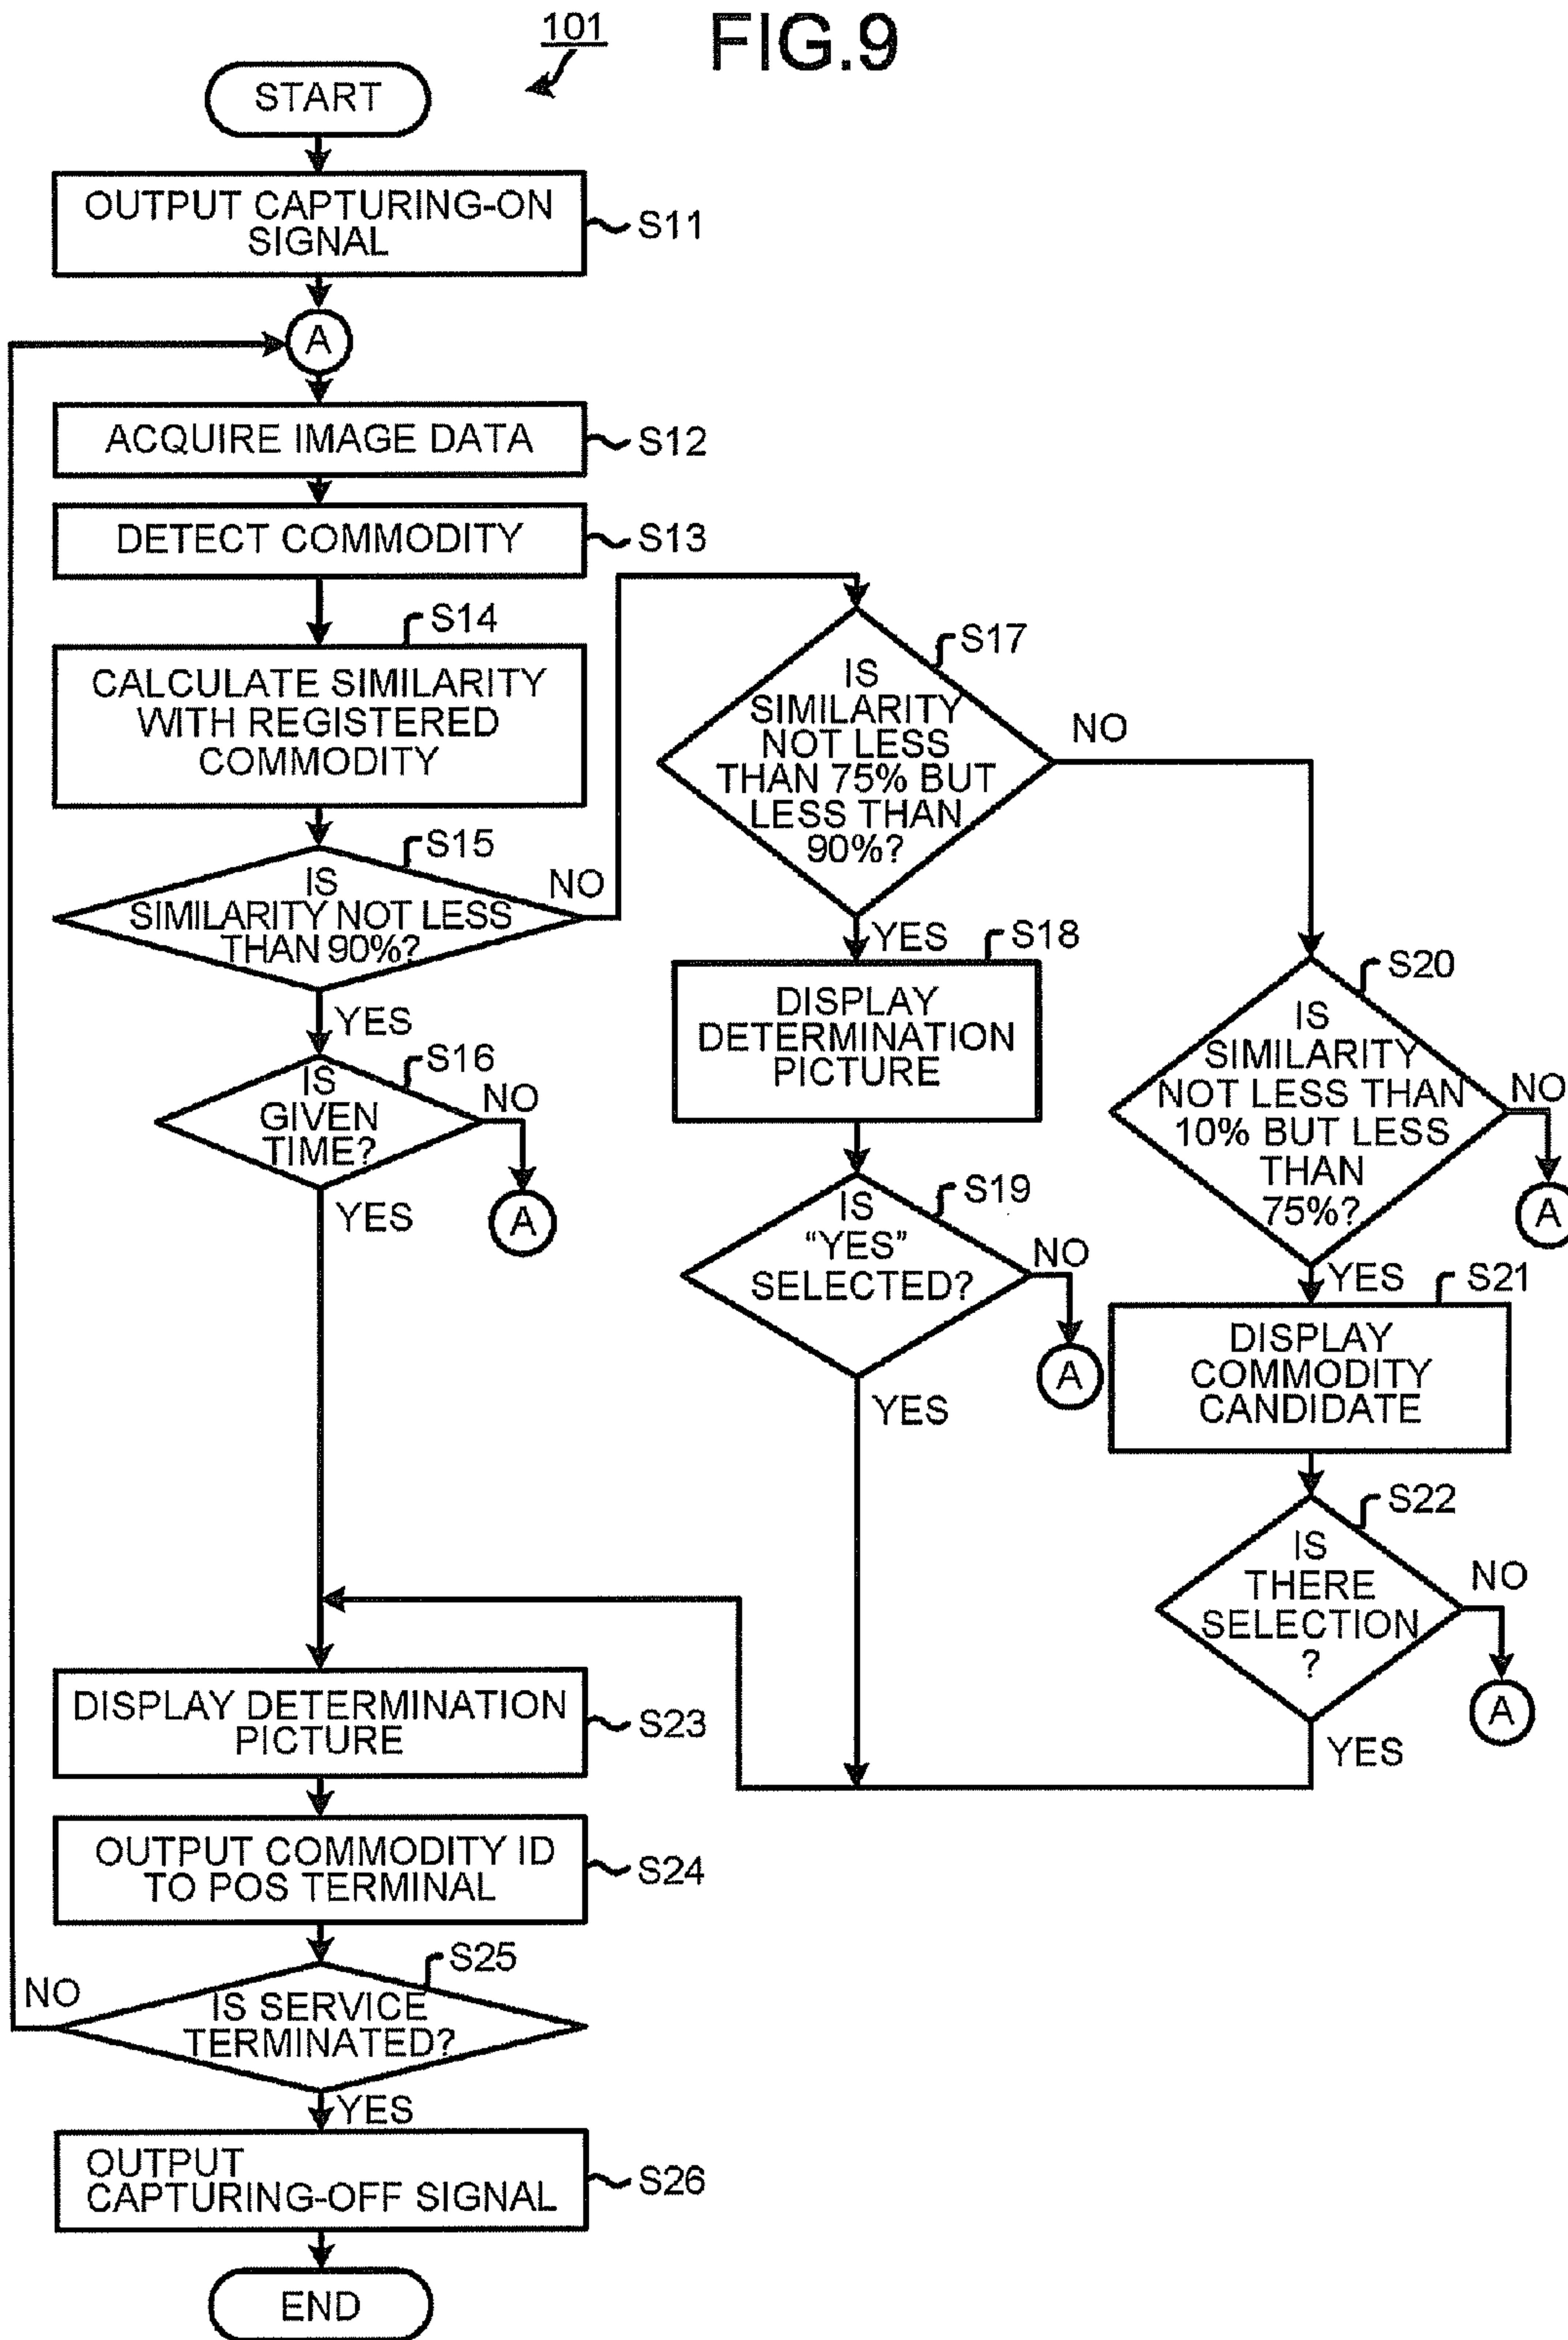 101
FIG.9
START
OUTPUT CAPTURING-ON
SIGNAL
S11
A
ACQUIRE IMAGE DATA
S12
DETECT COMMODITY
S13
S14
CALCULATE SIMILARITY
WITH REGISTERED
COMMODITY
S15
IS
SIMILARITY NOT LESS
THAN 90%?
NO
YES
S16
IS
GIVEN
TIME?
NO
A
YES
S17
IS
SIMILARITY
NOT LESS
THAN 75% BUT
LESS THAN
90%?
NO
YES
S18
DISPLAY
DETERMINATION
PICTURE
S19
IS
“YES”
SELECTED?
NO
A
YES
S20
IS
SIMILARITY
NOT LESS THAN
10% BUT LESS
THAN
75%?
NO
A
YES
S21
DISPLAY
COMMODITY
CANDIDATE
S22
IS
THERE
SELECTION
?
NO
A
YES
DISPLAY DETERMINATION
PICTURE
S23
OUTPUT COMMODITY ID
TO POS TERMINAL
S24
S25
IS SERVICE
TERMINATED?
NO
YES
OUTPUT
CAPTURING-OFF SIGNAL
S26
END